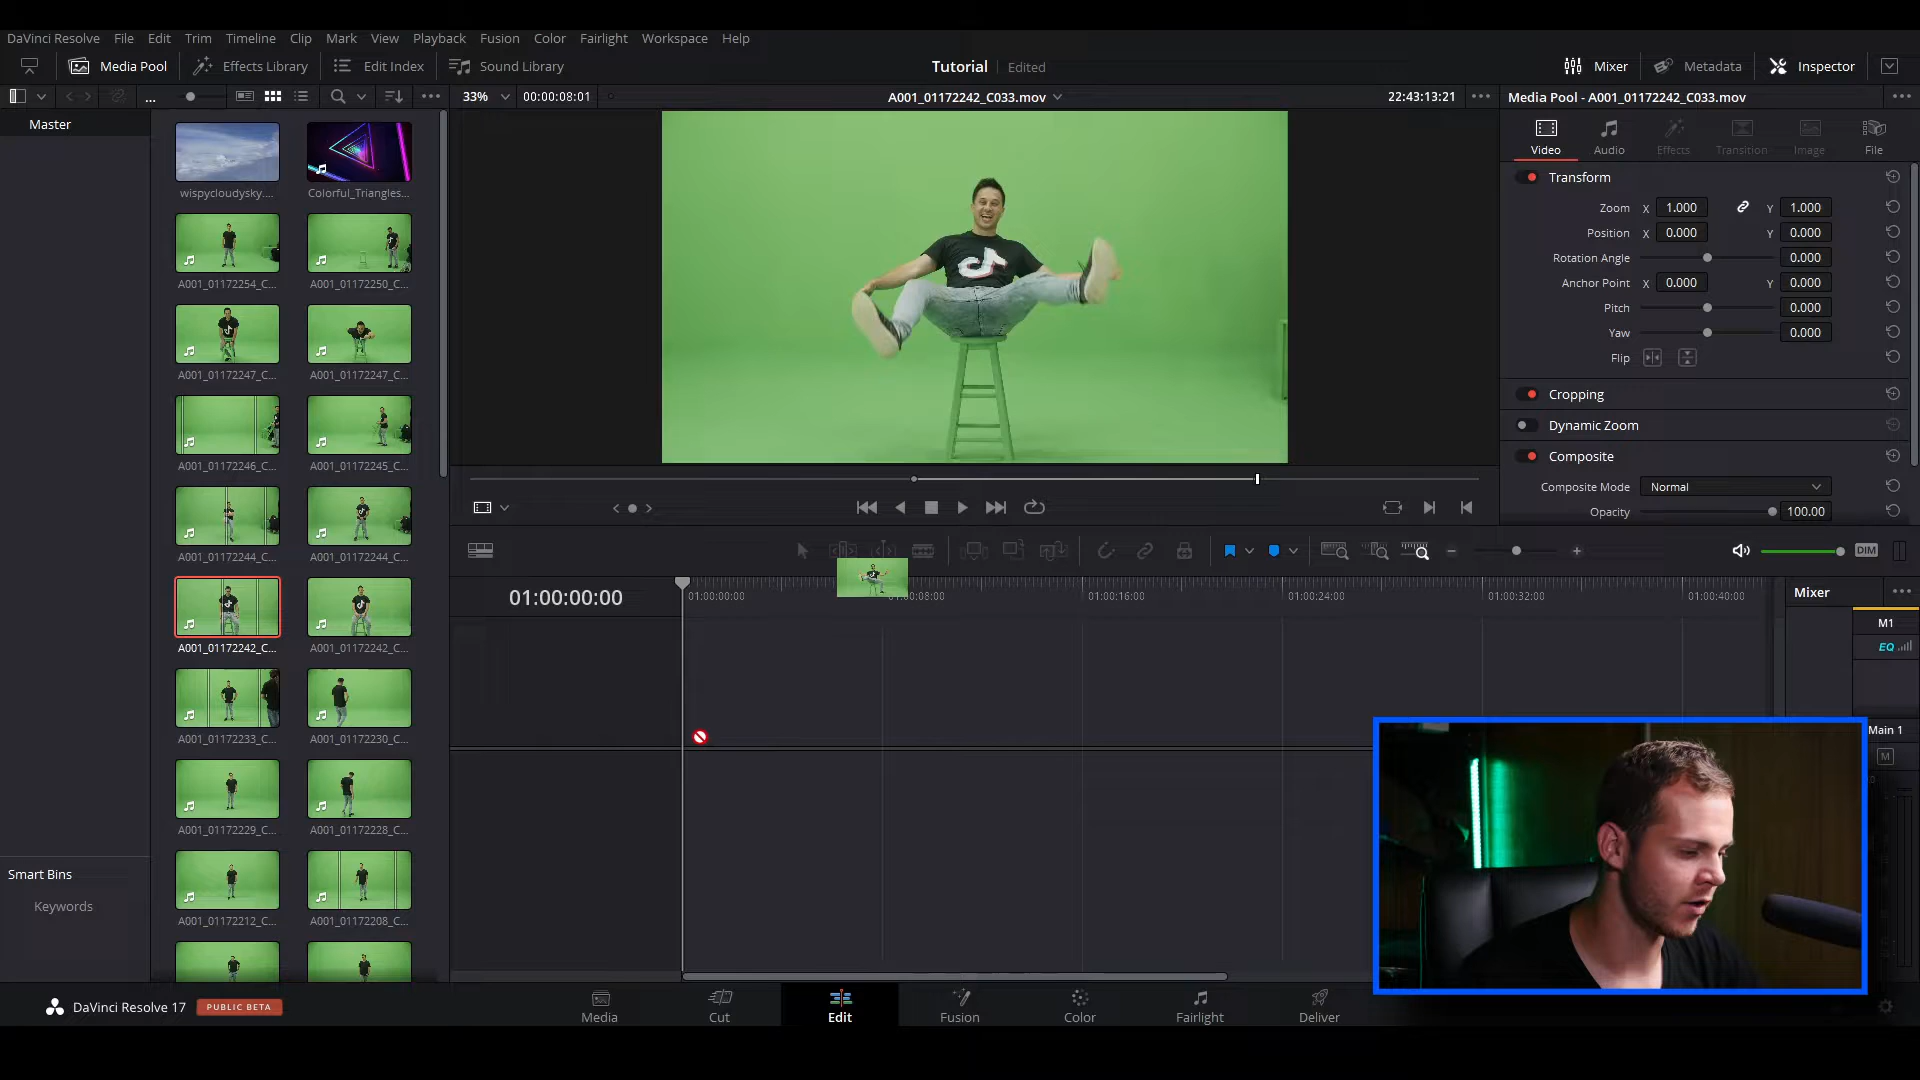 DaVinci Resolve File Edit Trim Timeline Clip Mark View Playback Fusion Color Fairlight Workspace Help
Media Pool Effects Library Edit Index Sound Library Tutorial Edited Mixer Metadata Inspector
... 33% 00:00:08:01 A001_01172242_C033.mov 22:43:13:21 Media Pool - A001_01172242_C033.mov
Master
Video Audio Effects Transition Image File
wispycloudysky.... Colorful_Triangles...
Transform
Zoom X 1.000 Y 1.000
Position X 0.000 Y 0.000
Rotation Angle 0.000
Anchor Point X 0.000 Y 0.000
Pitch 0.000
Yaw 0.000
Flip
Cropping
Dynamic Zoom
Composite
Composite Mode Normal
Opacity 100.00
A001_01172254_C... A001_01172250_C...
A001_01172247_C... A001_01172247_C...
A001_01172246_C... A001_01172245_C...
A001_01172244_C... A001_01172244_C...
A001_01172242_C... A001_01172242_C...
A001_01172233_C... A001_01172230_C...
A001_01172229_C... A001_01172228_C...
A001_01172212_C... A001_01172208_C...
DIM
01:00:00:00 01:00:00:00 01:00:08:00 01:00:16:00 01:00:24:00 01:00:32:00 01:00:40:00
Mixer
M1
EQ
Main 1
M
Smart Bins
Keywords
DaVinci Resolve 17 PUBLIC BETA
Media Cut Edit Fusion Color Fairlight Deliver